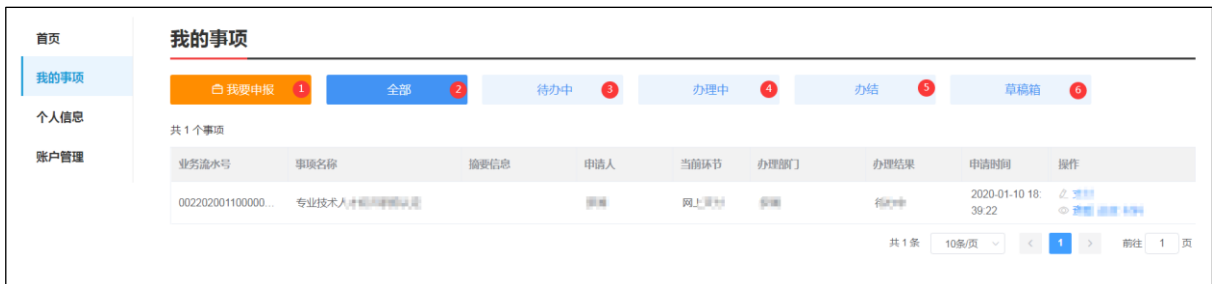 首页
我的事项
个人信息
账户管理
我的事项
我要申报 1 全部 2 待办中 3 办理中 4 办结 5 草稿箱 6
共 1 个事项
业务流水号 事项名称 摘要信息 申请人 当前环节 办理部门 办理结果 申请时间 操作
002202001100000... 专业技术人 网上 2020-01-10 18:
39:22
共 1 条 10条/页 1 前往 1 页